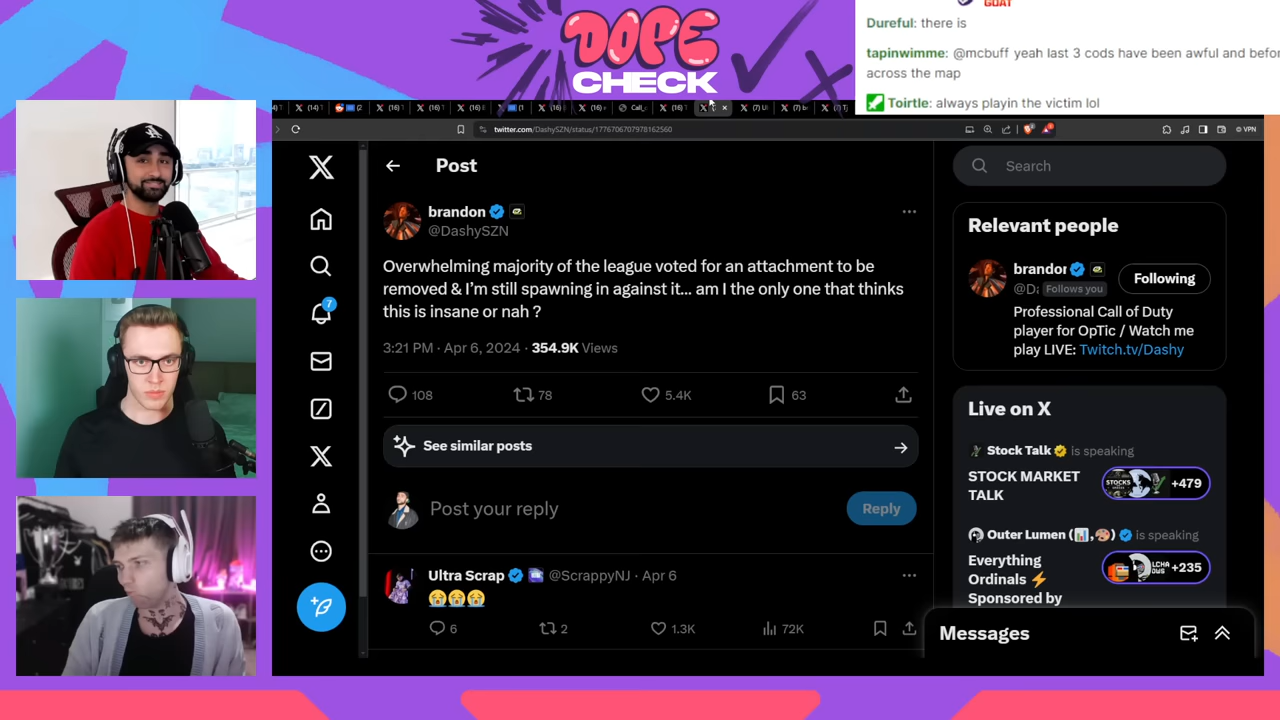 GOAT
Dureful: there is
tapinwimme: @mcbuff yeah last 3 cods have been awful and befor
across the map
Toirtle: always playin the victim lol
DOPE
CHECK
twitter.com/DashySZN/status/1776706707978162560
VPN
Post
brandon
@DashySZN
Overwhelming majority of the league voted for an attachment to be
removed & I’m still spawning in against it... am I the only one that thinks
this is insane or nah ?
3:21 PM · Apr 6, 2024 · 354.9K Views
108 78 5.4K 63
See similar posts
Post your reply
Reply
Ultra Scrap @ScrappyNJ · Apr 6
😭😭😭
6 2 1.3K 72K
7
Search
Relevant people
brandon
@D: Follows you
Following
Professional Call of Duty
player for OpTic / Watch me
play LIVE: Twitch.tv/Dashy
Live on X
Stock Talk is speaking
STOCK MARKET
TALK
STOCKS
+479
Outer Lumen (📊,🎨) is speaking
Everything
Ordinals ⚡
Sponsored by
+235
Messages